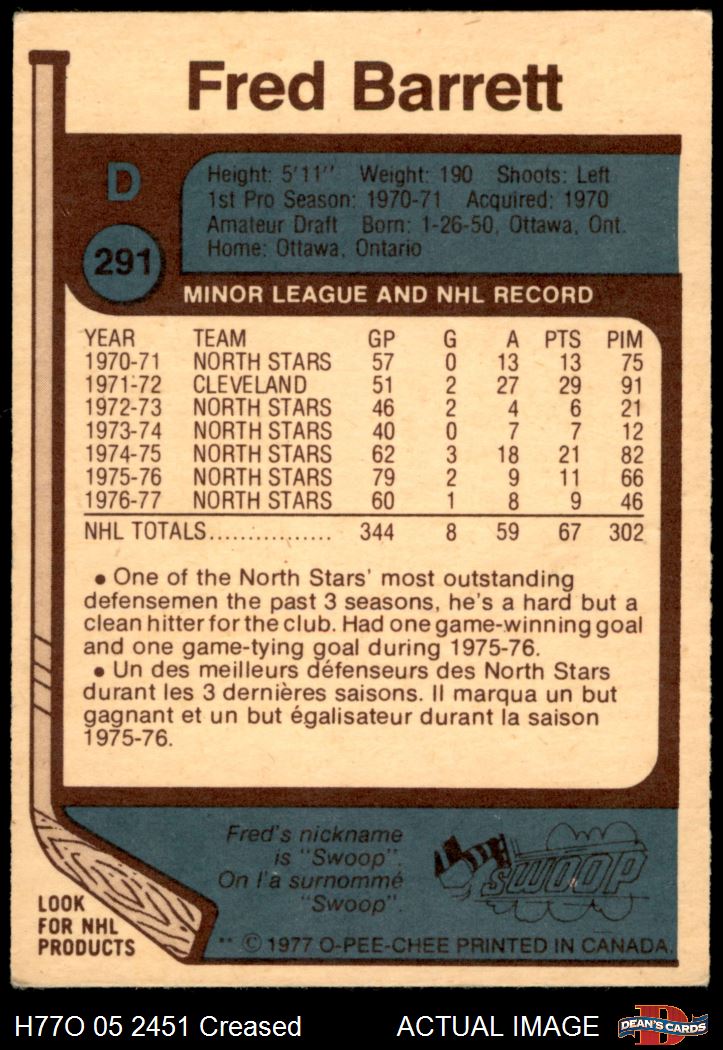 Fred Barrett
D
291
Height: 5'11" Weight: 190 Shoots: Left
1st Pro Season: 1970-71 Acquired: 1970
Amateur Draft Born: 1-26-50, Ottawa, Ont.
Home: Ottawa, Ontario
MINOR LEAGUE AND NHL RECORD
YEAR TEAM GP G A PTS PIM
1970-71 NORTH STARS 57 0 13 13 75
1971-72 CLEVELAND 51 2 27 29 91
1972-73 NORTH STARS 46 2 4 6 21
1973-74 NORTH STARS 40 0 7 7 12
1974-75 NORTH STARS 62 3 18 21 82
1975-76 NORTH STARS 79 2 9 11 66
1976-77 NORTH STARS 60 1 8 9 46
NHL TOTALS................ 344 8 59 67 302
• One of the North Stars' most outstanding
defensemen the past 3 seasons, he's a hard but a
clean hitter for the club. Had one game-winning goal
and one game-tying goal during 1975-76.
• Un des meilleurs défenseurs des North Stars
durant les 3 dernières saisons. Il marqua un but
gagnant et un but égalisateur durant la saison
1975-76.
Fred's nickname
is "Swoop".
On l'a surnommé
"Swoop".
SWOOP
LOOK
FOR NHL
PRODUCTS
** © 1977 O-PEE-CHEE PRINTED IN CANADA.
H77O 05 2451 Creased ACTUAL IMAGE
D
DEAN'S CARDS